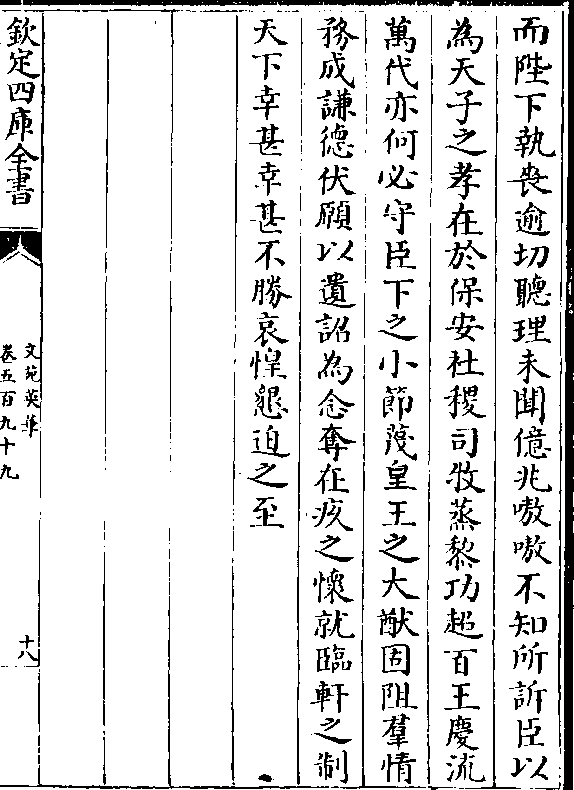 而陛下執喪逾切聽理未聞億兆嗷嗷不知所訴臣以
為天子之孝在於保安社稷司牧蒸黎功超百王慶流
萬代亦何必守臣下之小節蔑皇王之大猷固阻羣情
務成謙德伏願以遺詔為念奪在疚之懷就臨軒之制
天下幸甚幸甚不勝哀惶懇迫之至
欽定四庫全書
文苑英華
卷五百九十九
十八